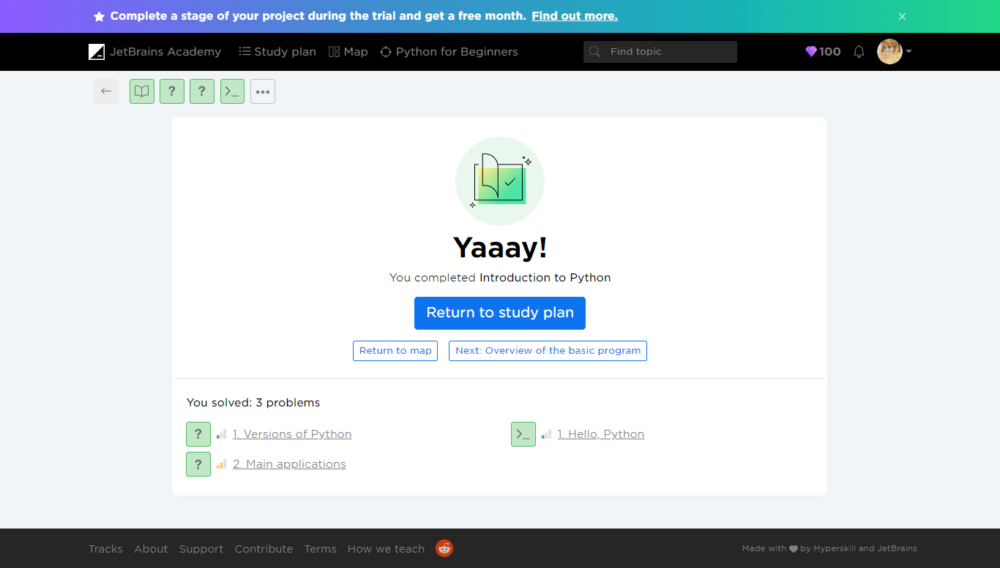 Complete a stage of your project during the trial and get a free month. Find out more.
JetBrains Academy Study plan Map Python for Beginners Find topic 100
? ? >_ •••
Yaaay!
You completed Introduction to Python
Return to study plan
Return to map Next: Overview of the basic program
You solved: 3 problems
? 1. Versions of Python >_ 1. Hello, Python
? 2. Main applications
Tracks About Support Contribute Terms How we teach Made with by Hyperskill and JetBrains